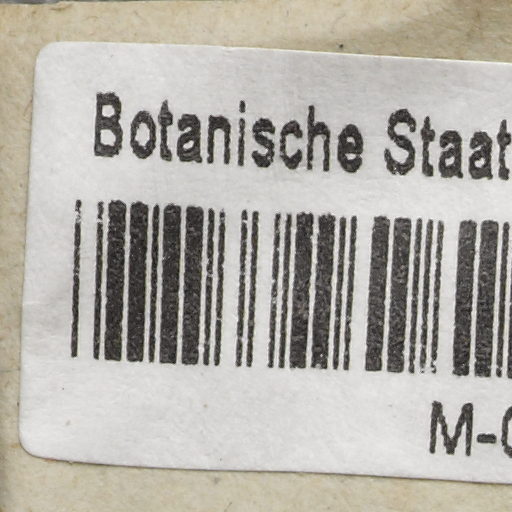 Botanische Staat
M-